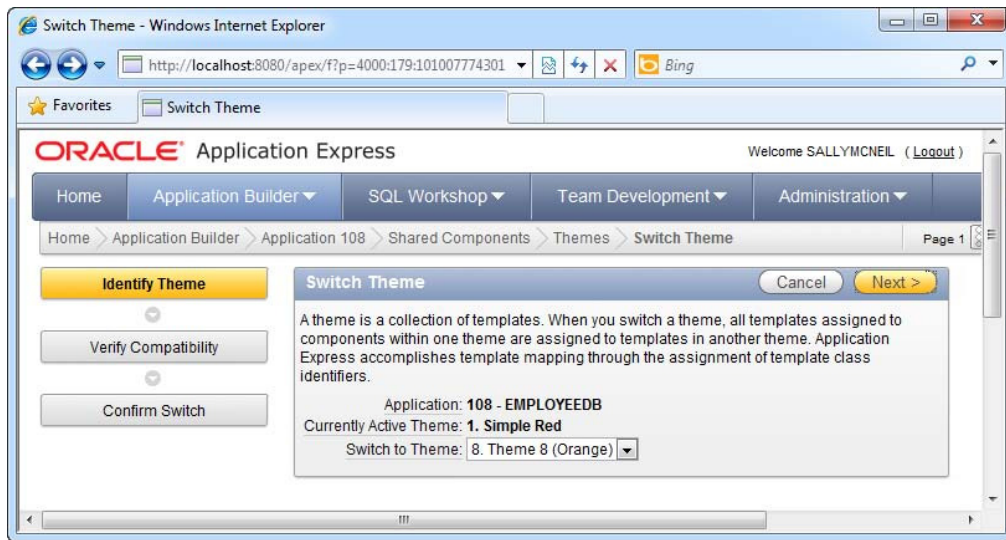 Switch Theme - Windows Internet Explorer
http://localhost:8080/apex/f?p=4000:179:101007774301
Bing
Favorites
Switch Theme
ORACLE Application Express
Welcome SALLYMCNEIL ( Logout )
Home Application Builder SQL Workshop Team Development Administration
Home Application Builder Application 108 Shared Components Themes Switch Theme Page 1
Identify Theme
Verify Compatibility
Confirm Switch
Switch Theme Cancel Next >
A theme is a collection of templates. When you switch a theme, all templates assigned to
components within one theme are assigned to templates in another theme. Application
Express accomplishes template mapping through the assignment of template class
identifiers.
Application: 108 - EMPLOYEEDB
Currently Active Theme: 1. Simple Red
Switch to Theme: 8. Theme 8 (Orange)